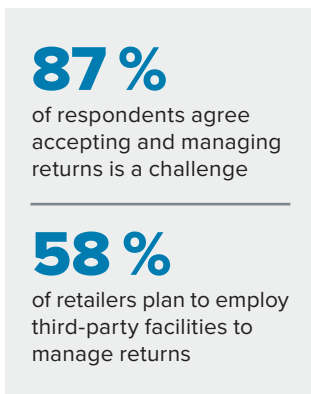 87 %
of respondents agree
accepting and managing
returns is a challenge
58 %
of retailers plan to employ
third-party facilities to
manage returns